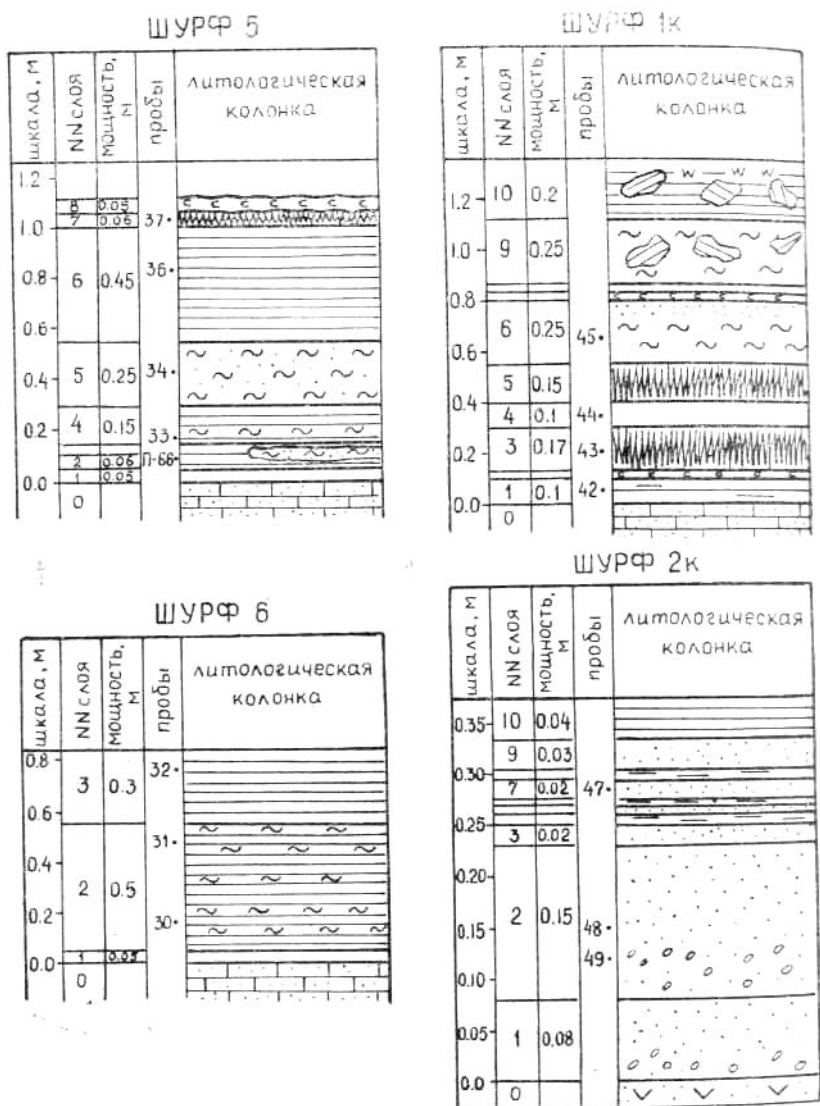 ШУРФ 5
шкала, м
NN слоя
мощность, м
пробы
литологическая
колонка
1.2
1.0
0.8
0.6
0.4
0.2
0.0
8 0.05
7 0.06 37
6 0.45 36
5 0.25 34
4 0.15 33
2 0.06 П-66
1 0.05
0
ШУРФ 1к
шкала, м
NN слоя
мощность, м
пробы
литологическая
колонка
1.2
1.0
0.8
0.6
0.4
0.2
0.0
10 0.2
9 0.25
6 0.25 45
5 0.15
4 0.1 44
3 0.17 43
1 0.1 42
0
ШУРФ 6
шкала, м
NN слоя
мощность, м
пробы
литологическая
колонка
0.8
0.6
0.4
0.2
0.0
3 0.3 32
2 0.5 31
30
1 0.05
0
ШУРФ 2к
шкала, м
NN слоя
мощность, м
пробы
литологическая
колонка
0.35
0.30
0.25
0.20
0.15
0.10
0.05
0.0
10 0.04
9 0.03
7 0.02 47
3 0.02
2 0.15 48
49
1 0.08
0